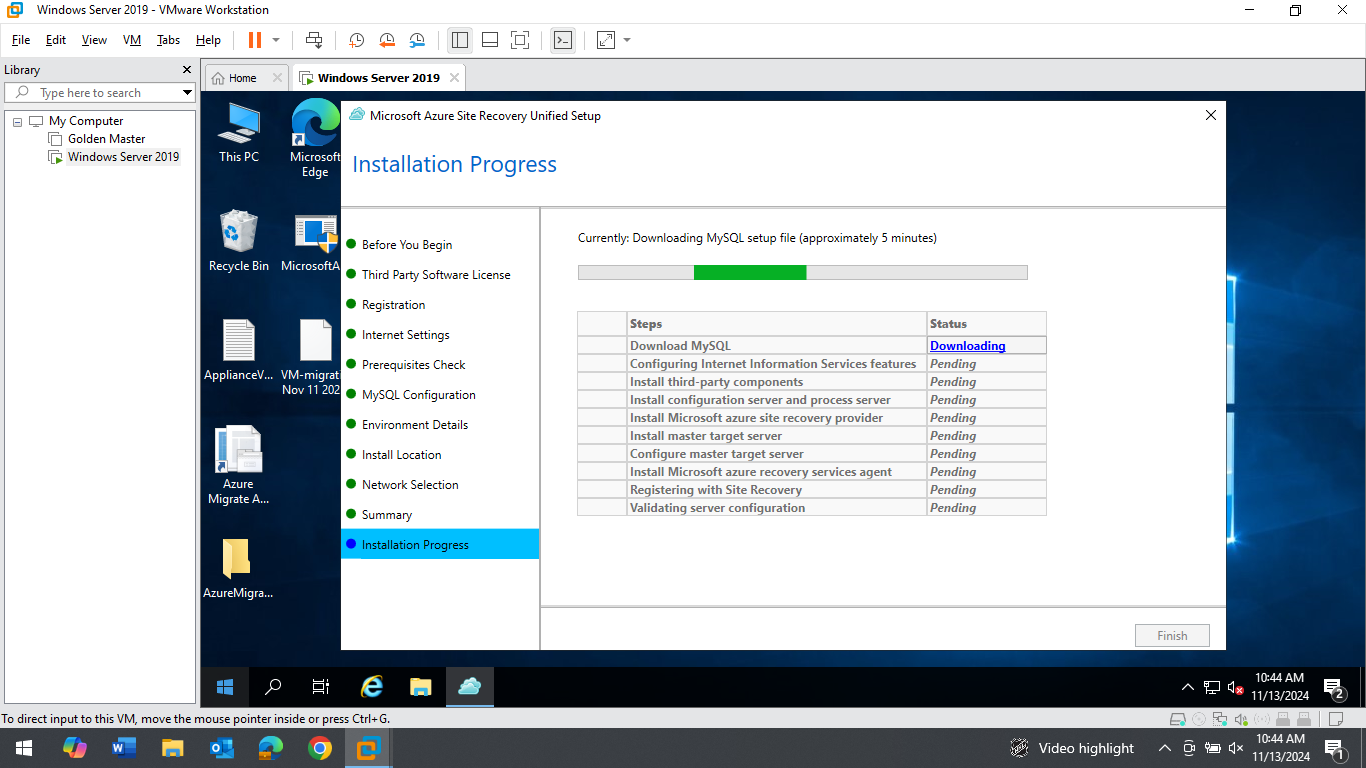 Windows Server 2019 - VMware Workstation
File Edit View VM Tabs Help
Library
Type here to search
My Computer
Golden Master
Windows Server 2019
Home
Windows Server 2019
This PC
Microsoft
Edge
Recycle Bin
MicrosoftA
ApplianceV...
VM-migrat
Nov 11 202
Azure
Migrate A...
AzureMigra...
Microsoft Azure Site Recovery Unified Setup
Installation Progress
Before You Begin
Third Party Software License
Registration
Internet Settings
Prerequisites Check
MySQL Configuration
Environment Details
Install Location
Network Selection
Summary
Installation Progress
Currently: Downloading MySQL setup file (approximately 5 minutes)
Steps Status
Download MySQL Downloading
Configuring Internet Information Services features Pending
Install third-party components Pending
Install configuration server and process server Pending
Install Microsoft azure site recovery provider Pending
Install master target server Pending
Configure master target server Pending
Install Microsoft azure recovery services agent Pending
Registering with Site Recovery Pending
Validating server configuration Pending
Finish
10:44 AM
11/13/2024
2
To direct input to this VM, move the mouse pointer inside or press Ctrl+G.
Video highlight
10:44 AM
11/13/2024
1